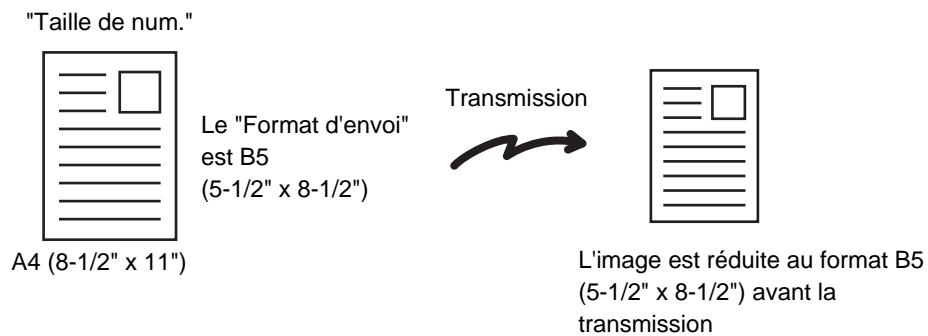 "Taille de num."
A4 (8-1/2" x 11")
Le "Format d'envoi"
est B5
(5-1/2" x 8-1/2")
Transmission
L'image est réduite au format B5
(5-1/2" x 8-1/2") avant la
transmission